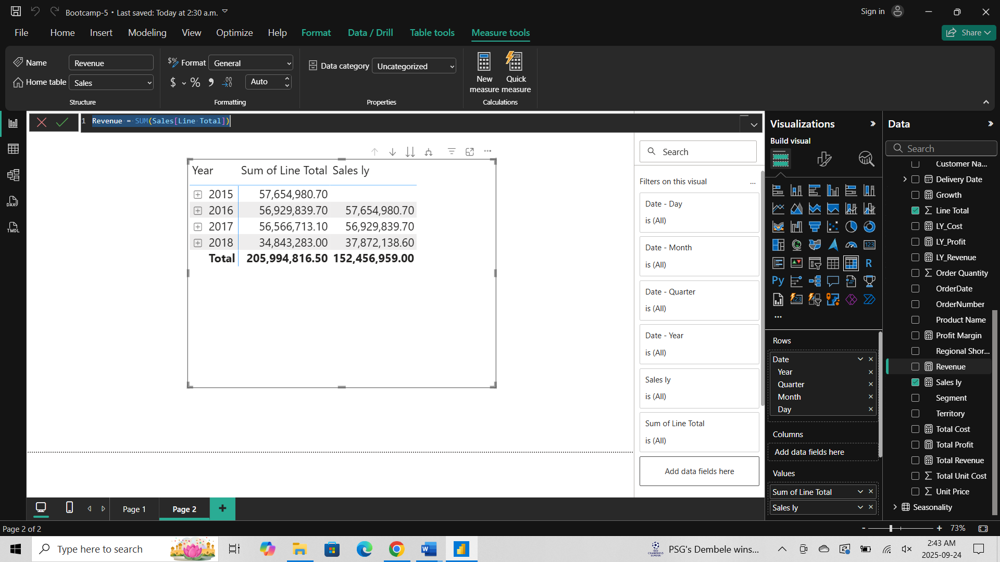 Bootcamp-5 • Last saved: Today at 2:30 a.m.
Sign in
File Home Insert Modeling View Optimize Help Format Data / Drill Table tools Measure tools
Share
Name Revenue
Home table Sales
Structure
Format General
$ % Auto
Formatting
Data category Uncategorized
Properties
New measure
Quick measure
Calculations
1 Revenue = SUM(Sales[Line Total])
Year Sum of Line Total Sales ly
2015 57,654,980.70
2016 56,929,839.70 57,654,980.70
2017 56,566,713.10 56,929,839.70
2018 34,843,283.00 37,872,138.60
Total 205,994,816.50 152,456,959.00
Search
Filters on this visual ...
Date - Day
is (All)
Date - Month
is (All)
Date - Quarter
is (All)
Date - Year
is (All)
Sales ly
is (All)
Sum of Line Total
is (All)
Add data fields here
Visualizations
Build visual
123
R
Py
123
...
Rows
Date
Year
Quarter
Month
Day
Columns
Add data fields here
Values
Sum of Line Total
Sales ly
Data
Search
Customer Na...
Delivery Date
Growth
Line Total
LY_Cost
LY_Profit
LY_Revenue
Order Quantity
OrderDate
OrderNumber
Product Name
Profit Margin
Regional Shor...
Revenue
Sales ly
Segment
Territory
Total Cost
Total Profit
Total Revenue
Total Unit Cost
Unit Price
Seasonality
DAX
TMDL
Page 1 Page 2 +
Page 2 of 2
- + 73%
Type here to search
PSG's Dembele wins...
2:43 AM
2025-09-24